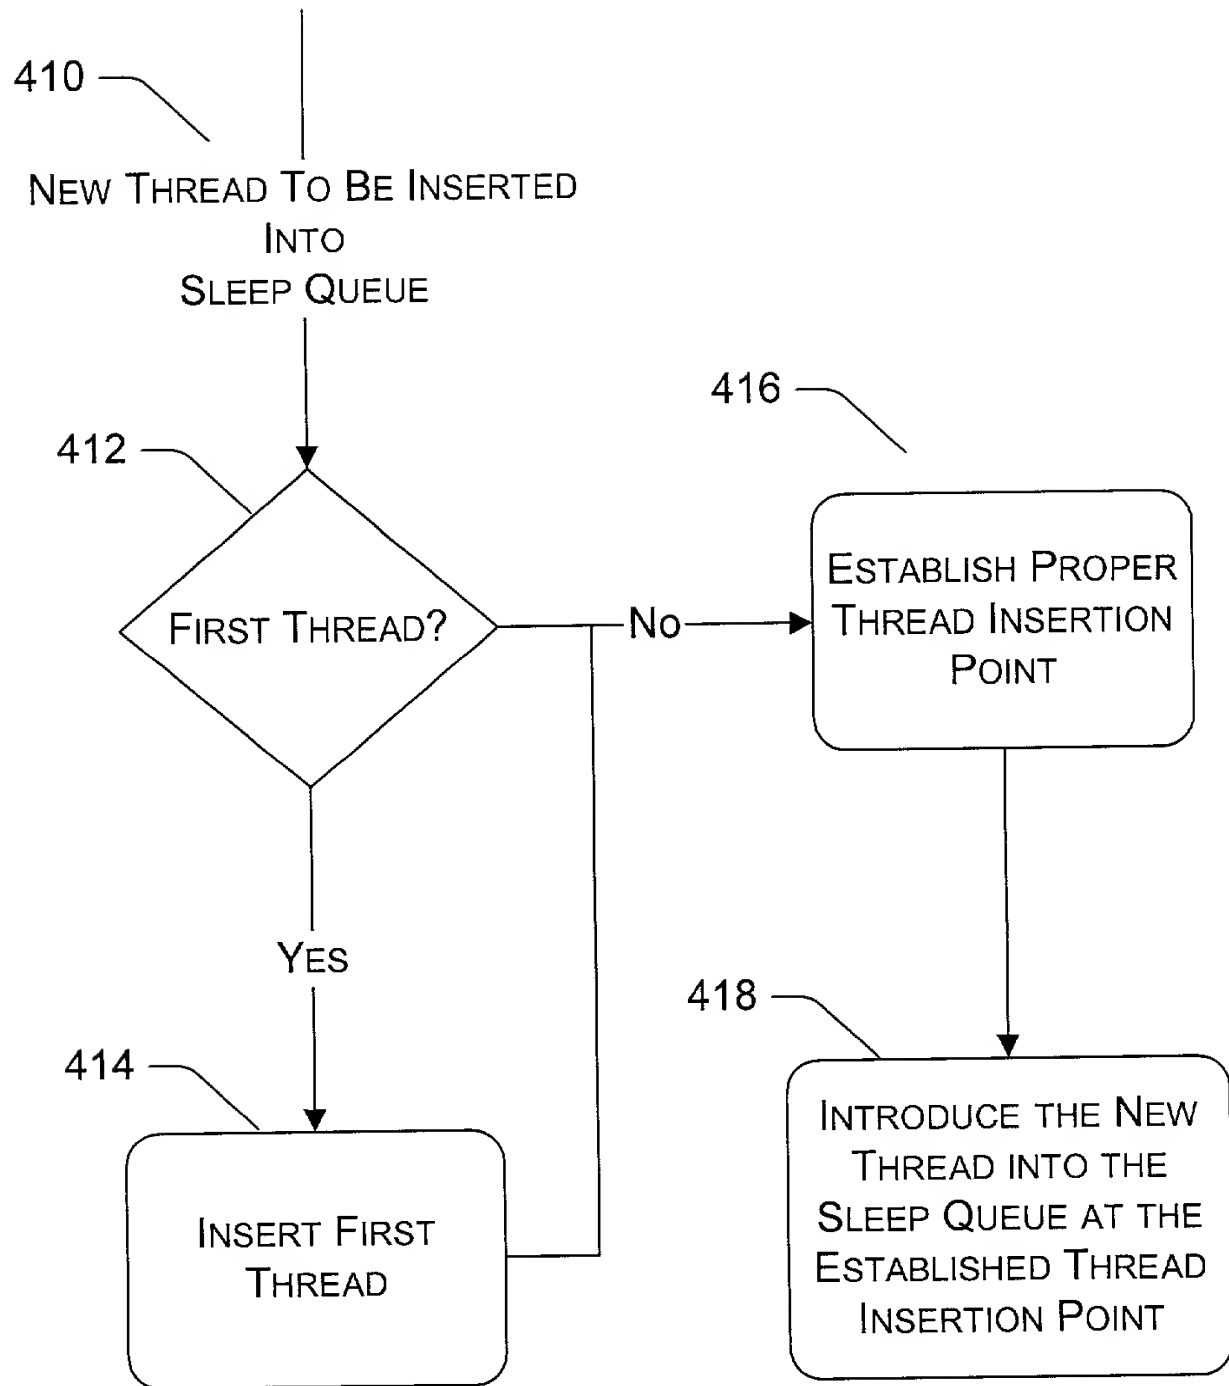 410
NEW THREAD TO BE INSERTED
INTO
SLEEP QUEUE
412
FIRST THREAD?
NO
416
ESTABLISH PROPER
THREAD INSERTION
POINT
YES
414
INSERT FIRST
THREAD
418
INTRODUCE THE NEW
THREAD INTO THE
SLEEP QUEUE AT THE
ESTABLISHED THREAD
INSERTION POINT